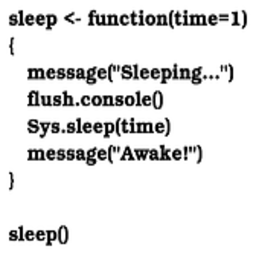 sleep <- function(time=1)
{
message("Sleeping...")
flush.console()
Sys.sleep(time)
message("Awake!")
}
sleep()